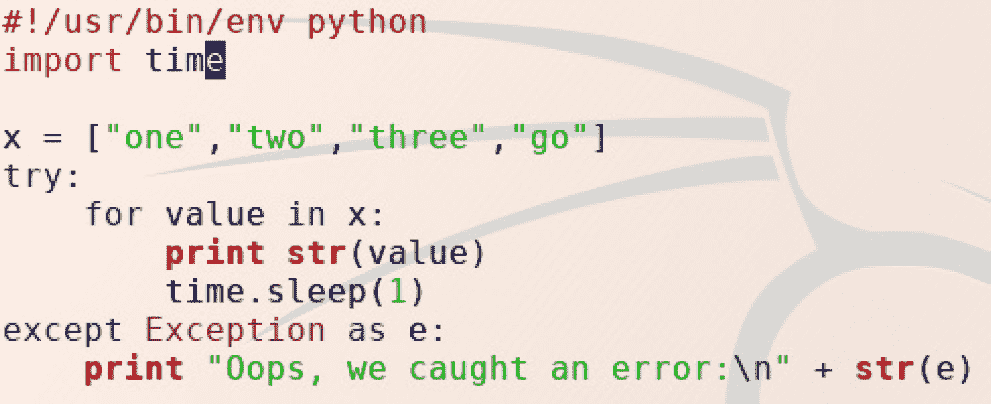 #!/usr/bin/env python
import time

x = ["one","two","three","go"]
try:
    for value in x:
        print str(value)
        time.sleep(1)
except Exception as e:
    print "Oops, we caught an error:\n" + str(e)